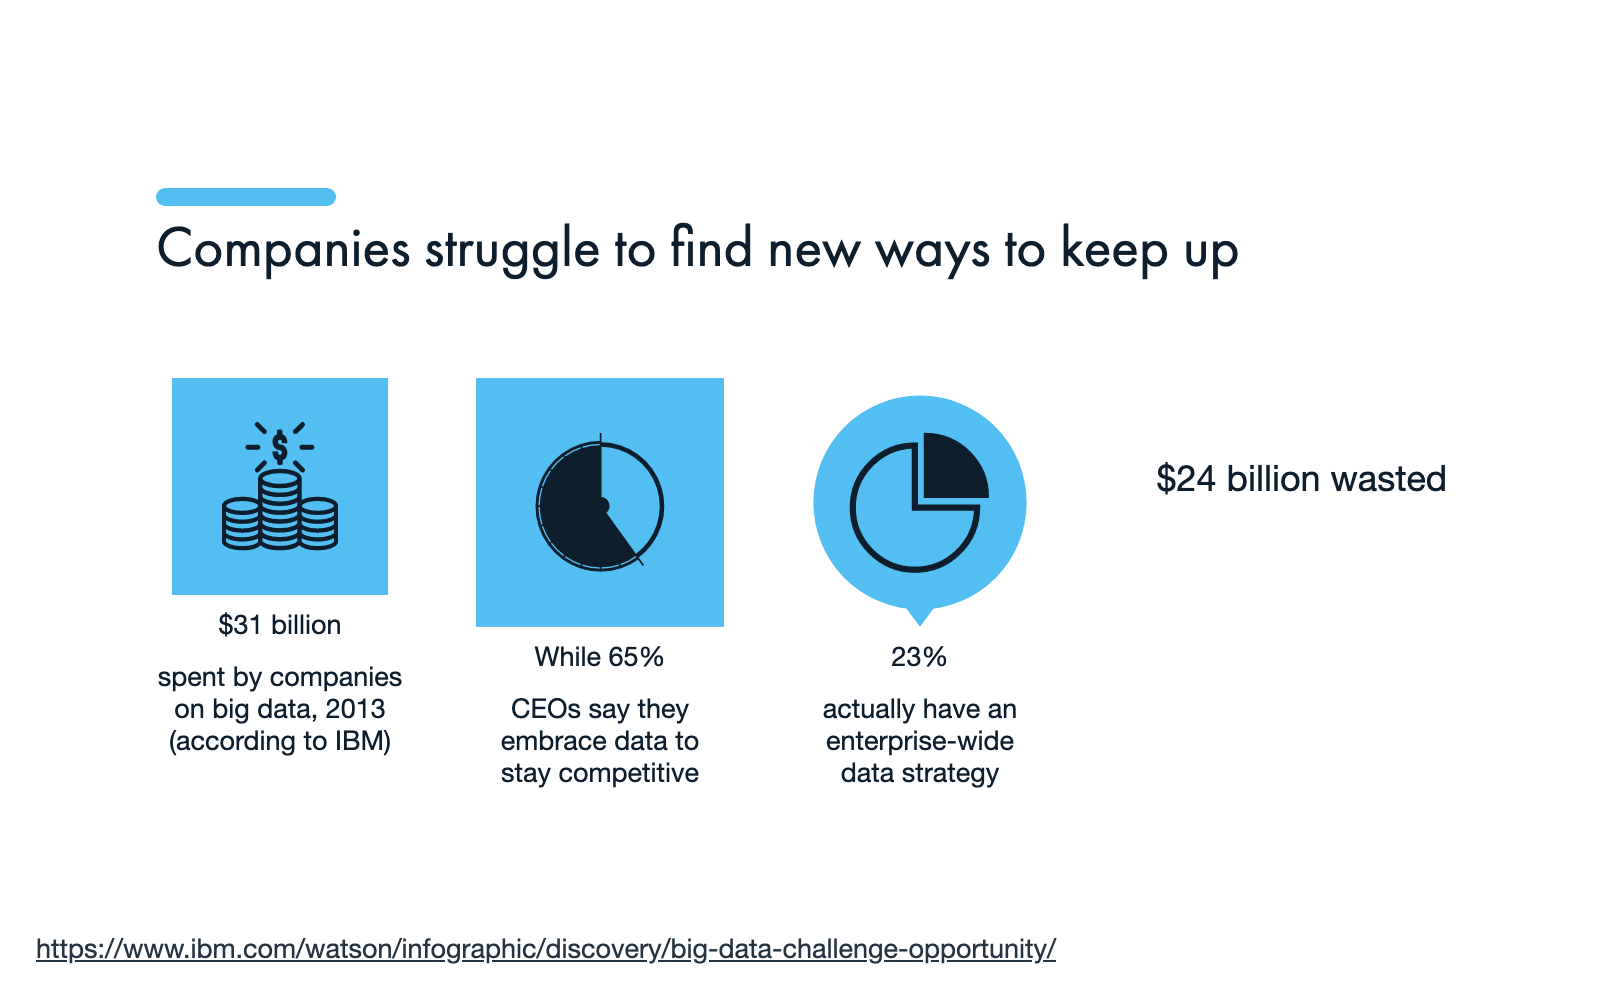 Companies struggle to find new ways to keep up
$
$31 billion
spent by companies
on big data, 2013
(according to IBM)
While 65%
CEOs say they
embrace data to
stay competitive
23%
actually have an
enterprise-wide
data strategy
$24 billion wasted
https://www.ibm.com/watson/infographic/discovery/big-data-challenge-opportunity/